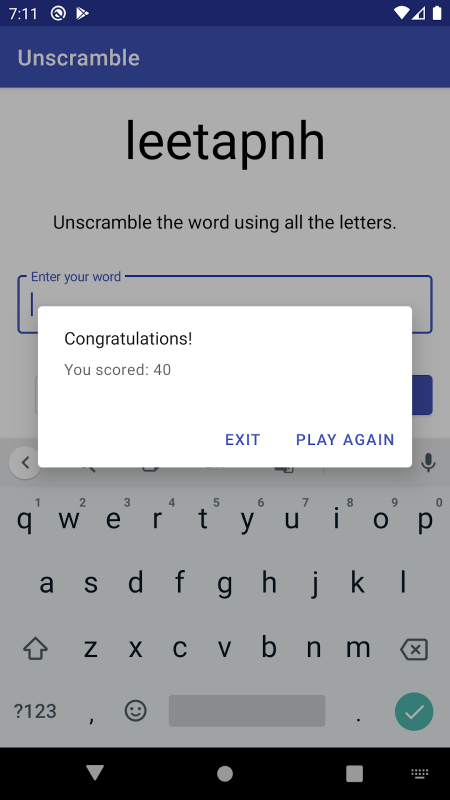 7:11
Unscramble
leetapnh
Unscramble the word using all the letters.
Enter your word
Congratulations!
You scored: 40
EXIT PLAY AGAIN
1 2 3 4 5 6 7 8 9 0
q w e r t y u i o p
a s d f g h j k l
z x c v b n m
?123 , .